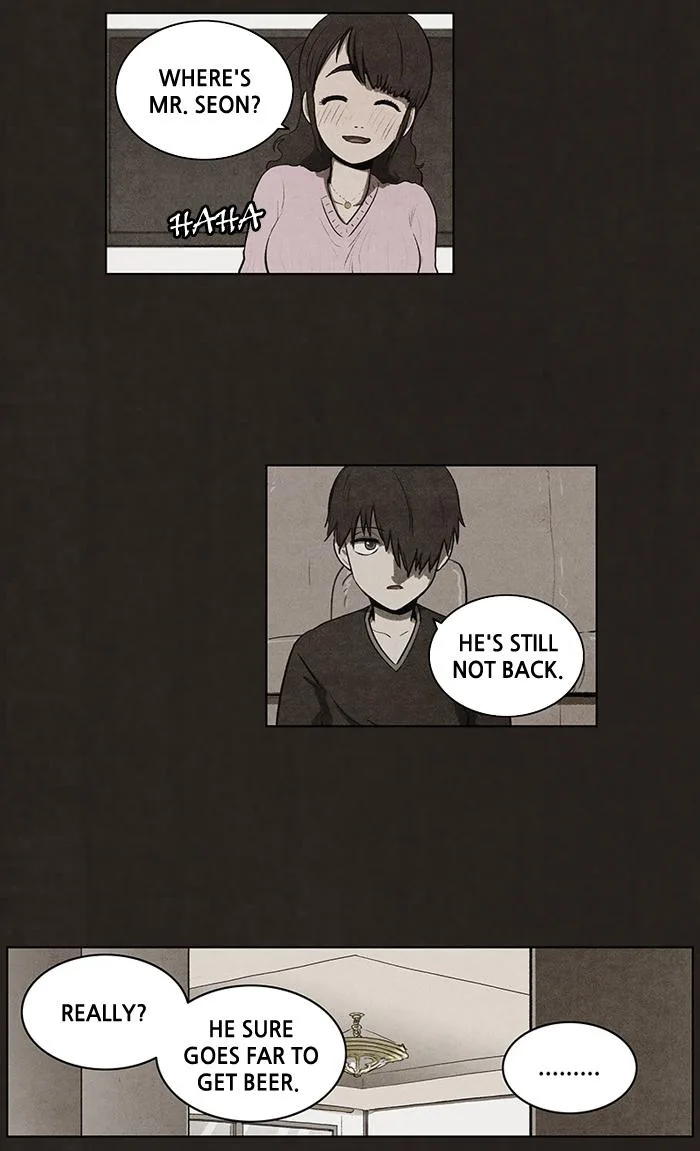 WHERE'S
MR. SEON?
HAHA
HE'S STILL
NOT BACK.
REALLY?
HE SURE
GOES FAR TO
GET BEER.
.........